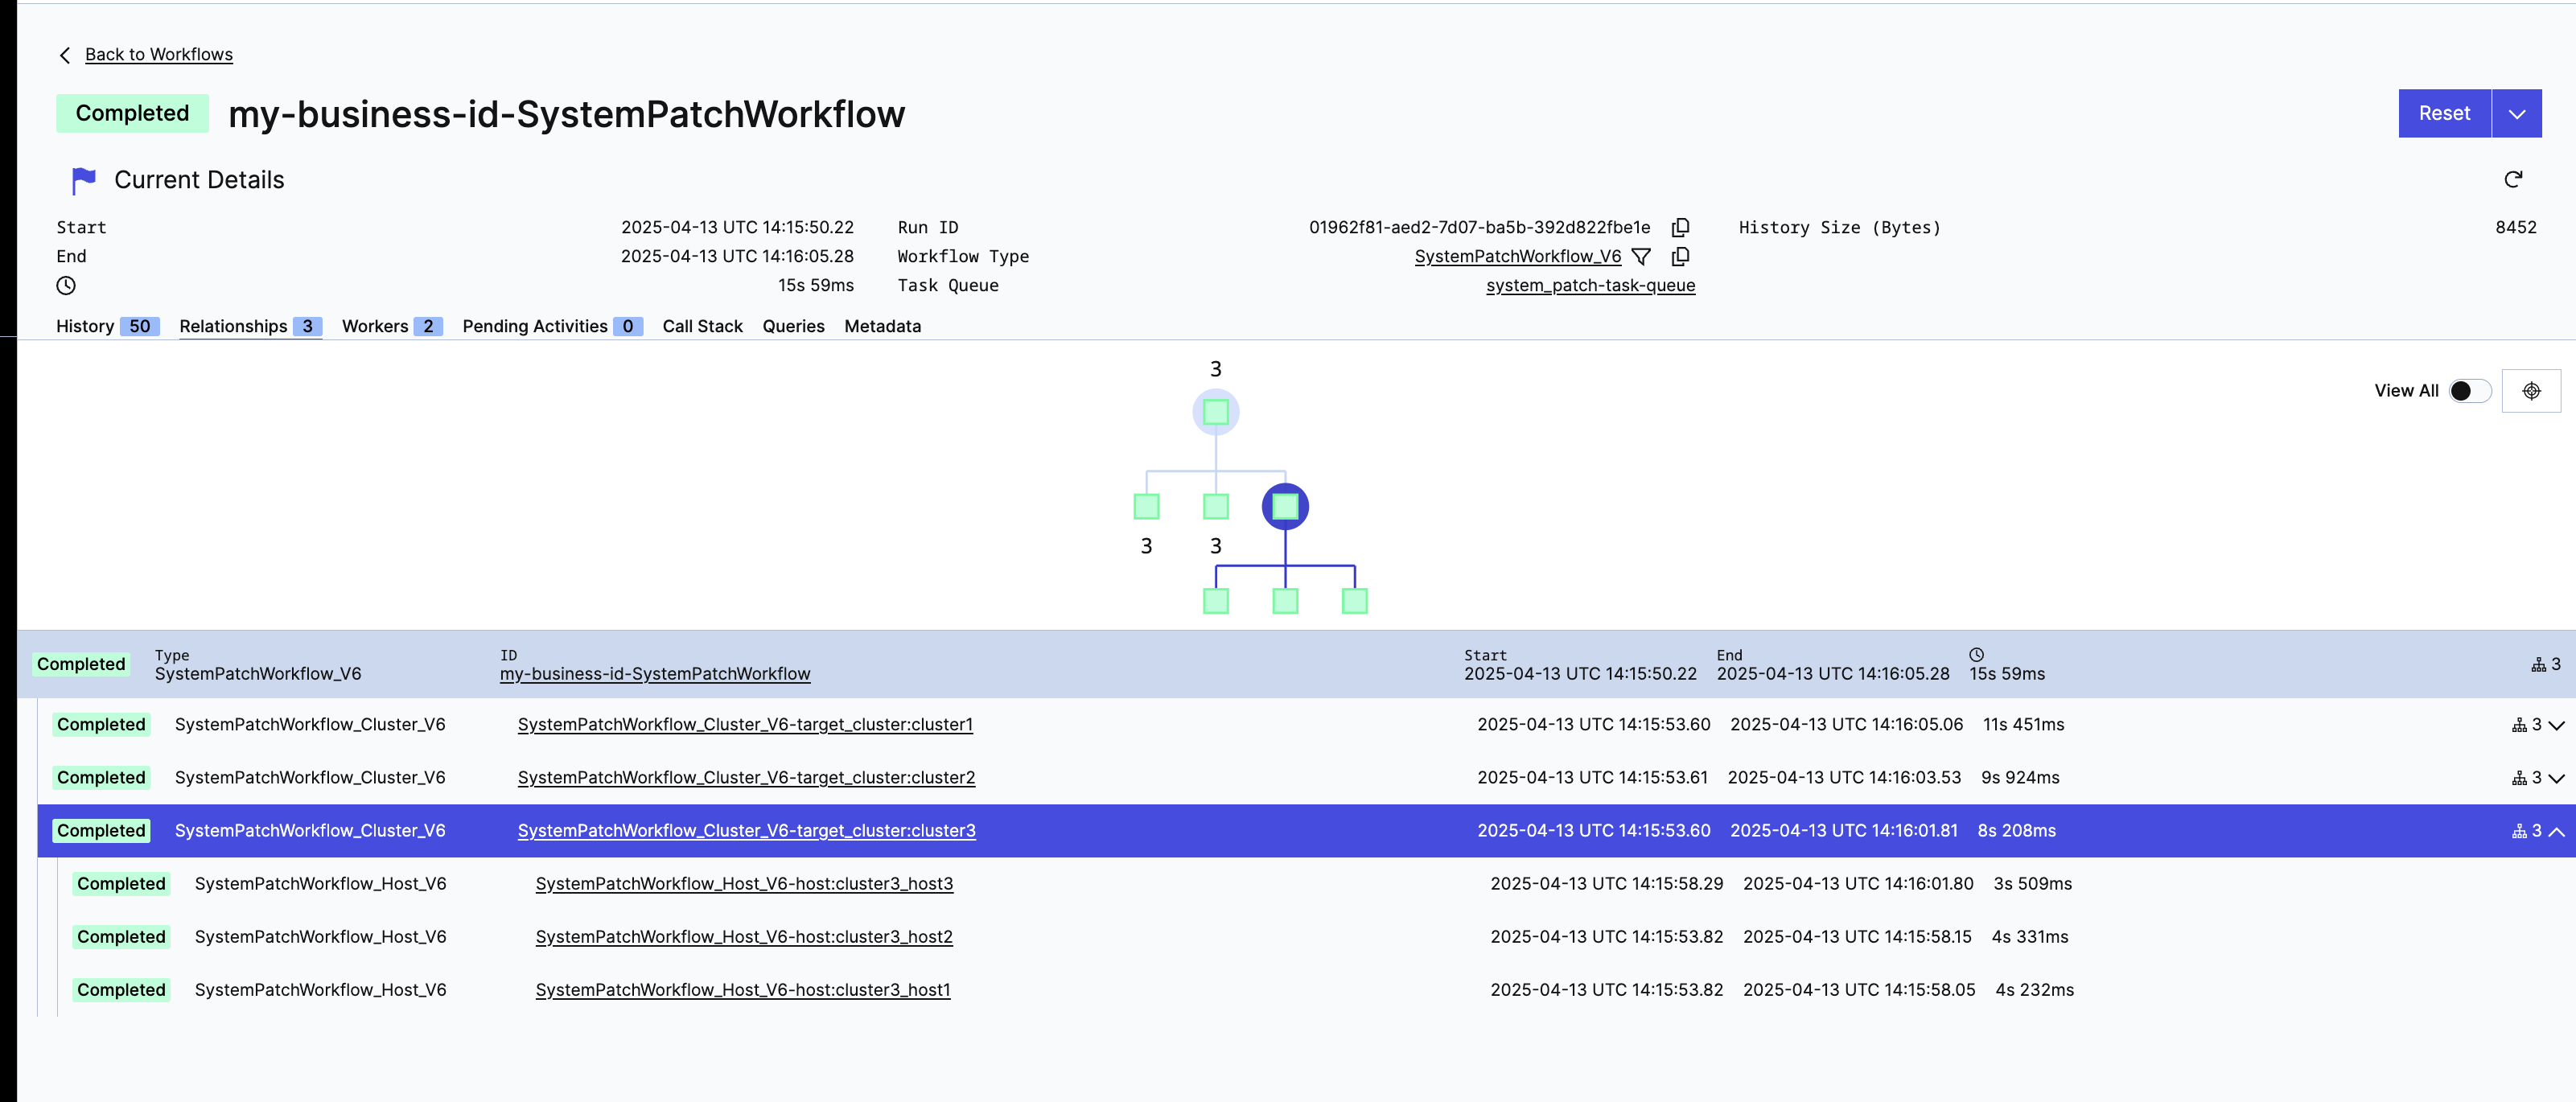 Back to Workflows
Completed my-business-id-SystemPatchWorkflow Reset
Current Details
Start 2025-04-13 UTC 14:15:50.22 Run ID 01962f81-aed2-7d07-ba5b-392d822fbe1e History Size (Bytes) 8452
End 2025-04-13 UTC 14:16:05.28 Workflow Type SystemPatchWorkflow_V6
15s 59ms Task Queue system_patch-task-queue
History 50 Relationships 3 Workers 2 Pending Activities 0 Call Stack Queries Metadata
3
View All
3 3
Type ID Start End
Completed SystemPatchWorkflow_V6 my-business-id-SystemPatchWorkflow 2025-04-13 UTC 14:15:50.22 2025-04-13 UTC 14:16:05.28 15s 59ms 3
Completed SystemPatchWorkflow_Cluster_V6 SystemPatchWorkflow_Cluster_V6-target_cluster:cluster1 2025-04-13 UTC 14:15:53.60 2025-04-13 UTC 14:16:05.06 11s 451ms 3
Completed SystemPatchWorkflow_Cluster_V6 SystemPatchWorkflow_Cluster_V6-target_cluster:cluster2 2025-04-13 UTC 14:15:53.61 2025-04-13 UTC 14:16:03.53 9s 924ms 3
Completed SystemPatchWorkflow_Cluster_V6 SystemPatchWorkflow_Cluster_V6-target_cluster:cluster3 2025-04-13 UTC 14:15:53.60 2025-04-13 UTC 14:16:01.81 8s 208ms 3
Completed SystemPatchWorkflow_Host_V6 SystemPatchWorkflow_Host_V6-host:cluster3_host3 2025-04-13 UTC 14:15:58.29 2025-04-13 UTC 14:16:01.80 3s 509ms
Completed SystemPatchWorkflow_Host_V6 SystemPatchWorkflow_Host_V6-host:cluster3_host2 2025-04-13 UTC 14:15:53.82 2025-04-13 UTC 14:15:58.15 4s 331ms
Completed SystemPatchWorkflow_Host_V6 SystemPatchWorkflow_Host_V6-host:cluster3_host1 2025-04-13 UTC 14:15:53.82 2025-04-13 UTC 14:15:58.05 4s 232ms